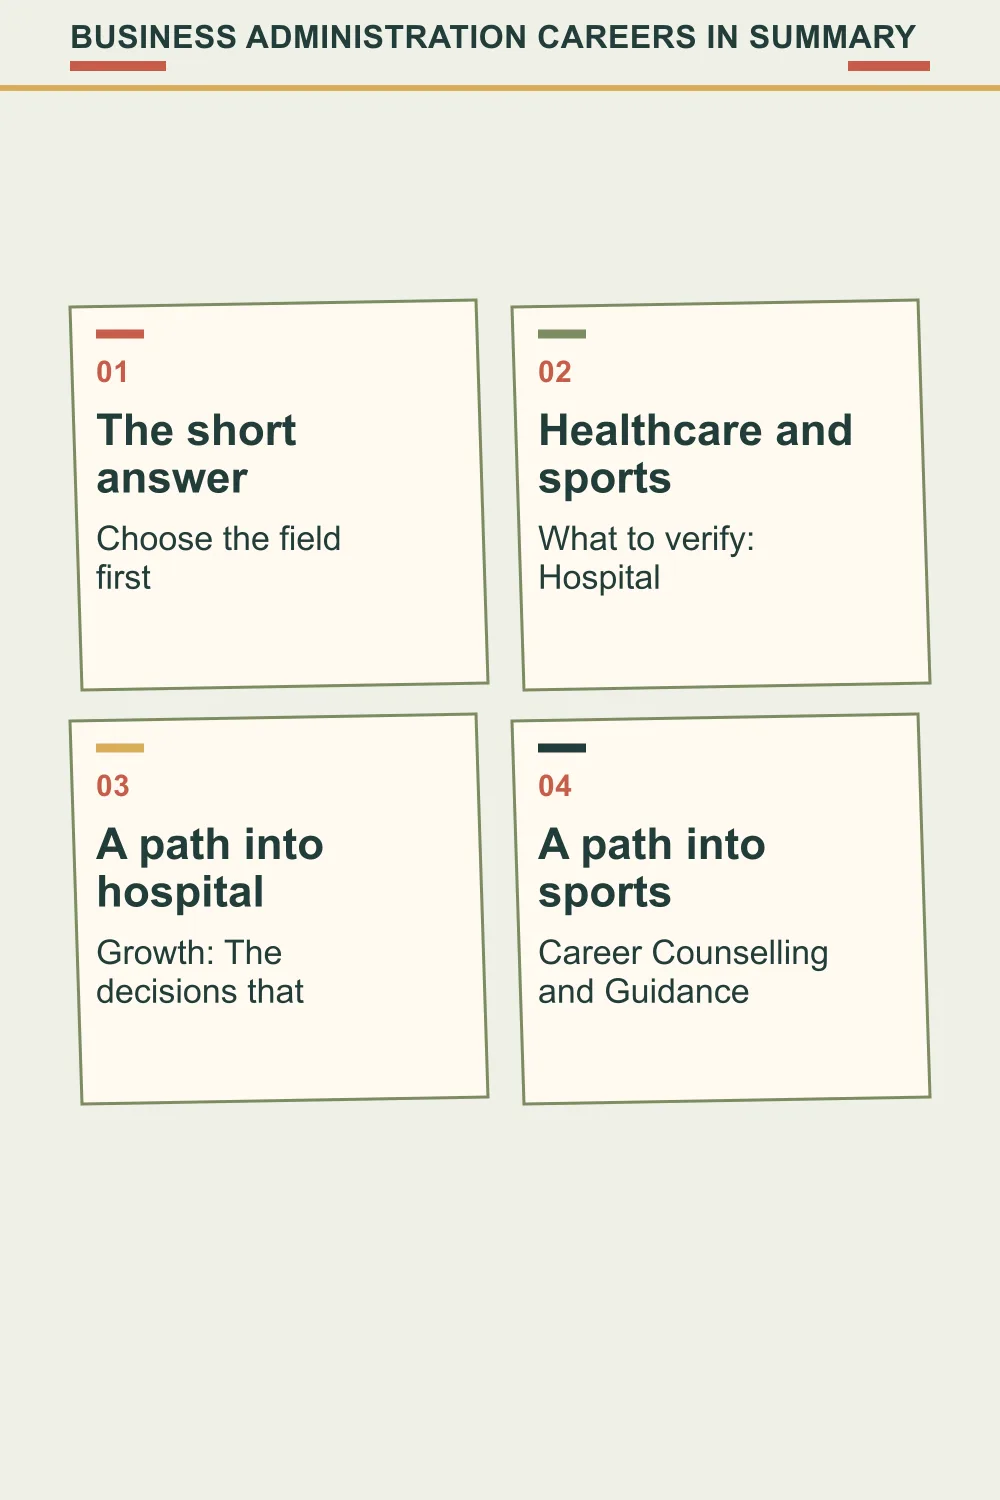 BUSINESS ADMINISTRATION CAREERS IN SUMMARY
01
The short
answer
Choose the field
first
02
Healthcare and
sports
What to verify:
Hospital
03
A path into
hospital
Growth: The
decisions that
04
A path into
sports
Career Counselling
and Guidance